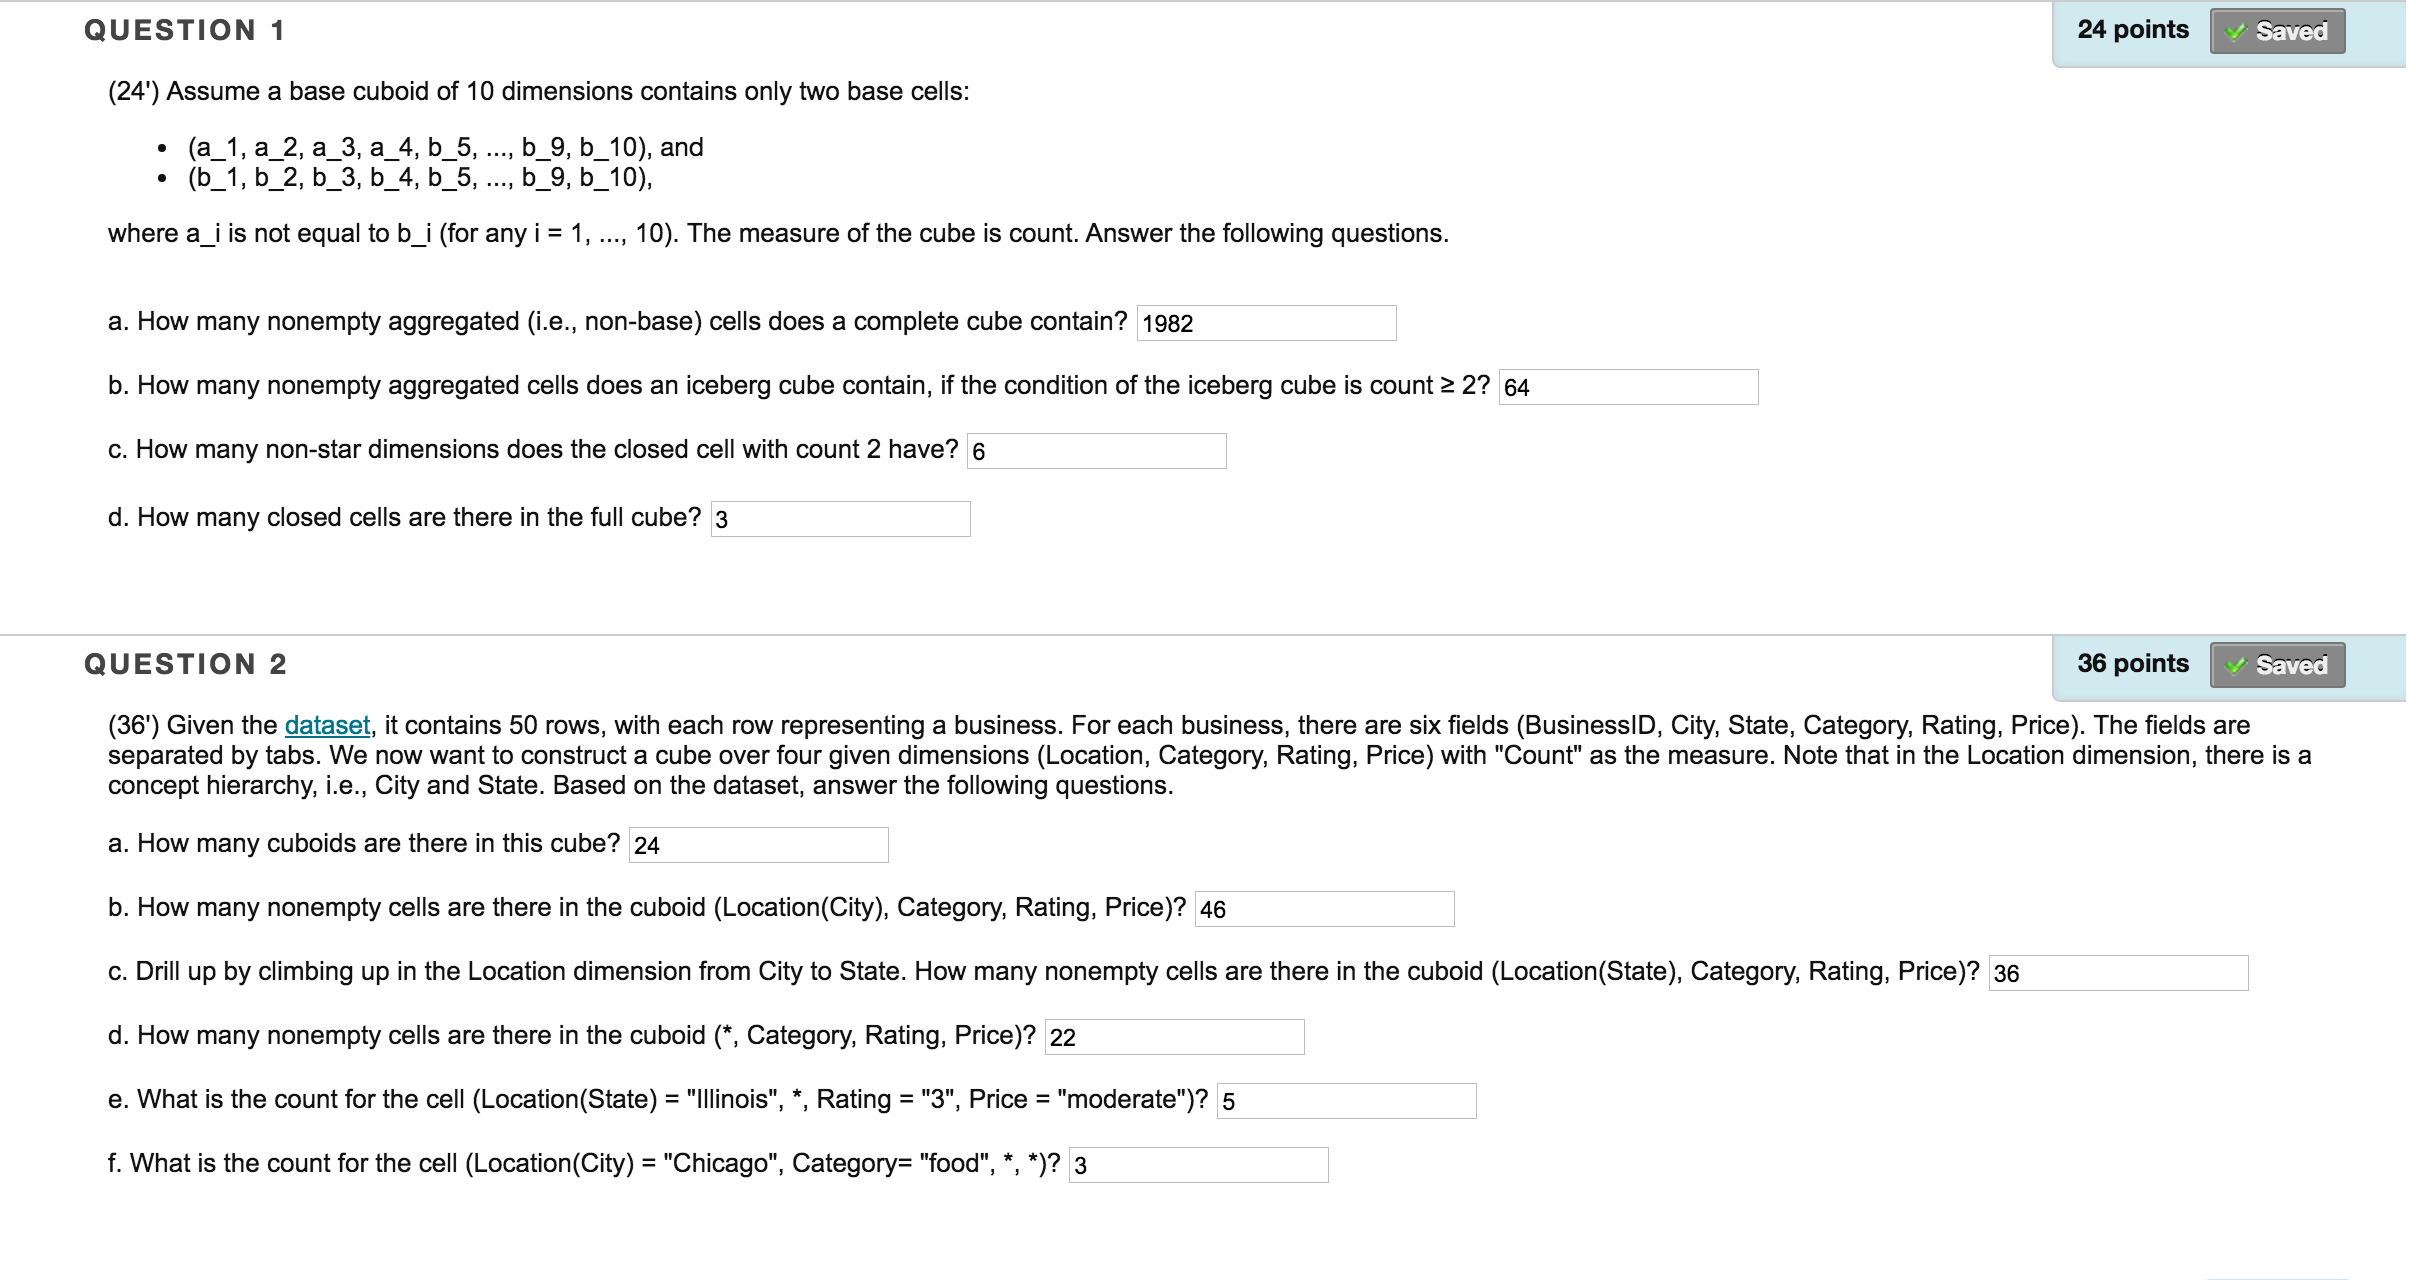 QUESTION 1
24 points Saved
(24') Assume a base cuboid of 10 dimensions contains only two base cells:
• (a_1, a_2, a_3, a_4, b_5, ..., b_9, b_10), and
• (b_1, b_2, b_3, b_4, b_5, ..., b_9, b_10),
where a_i is not equal to b_i (for any i = 1, ..., 10). The measure of the cube is count. Answer the following questions.
a. How many nonempty aggregated (i.e., non-base) cells does a complete cube contain? 1982
b. How many nonempty aggregated cells does an iceberg cube contain, if the condition of the iceberg cube is count ≥ 2? 64
c. How many non-star dimensions does the closed cell with count 2 have? 6
d. How many closed cells are there in the full cube? 3
QUESTION 2
36 points Saved
(36') Given the dataset, it contains 50 rows, with each row representing a business. For each business, there are six fields (BusinessID, City, State, Category, Rating, Price). The fields are
separated by tabs. We now want to construct a cube over four given dimensions (Location, Category, Rating, Price) with "Count" as the measure. Note that in the Location dimension, there is a
concept hierarchy, i.e., City and State. Based on the dataset, answer the following questions.
a. How many cuboids are there in this cube? 24
b. How many nonempty cells are there in the cuboid (Location(City), Category, Rating, Price)? 46
c. Drill up by climbing up in the Location dimension from City to State. How many nonempty cells are there in the cuboid (Location(State), Category, Rating, Price)? 36
d. How many nonempty cells are there in the cuboid (*, Category, Rating, Price)? 22
e. What is the count for the cell (Location(State) = "Illinois", *, Rating = "3", Price = "moderate")? 5
f. What is the count for the cell (Location(City) = "Chicago", Category= "food", *, *)? 3